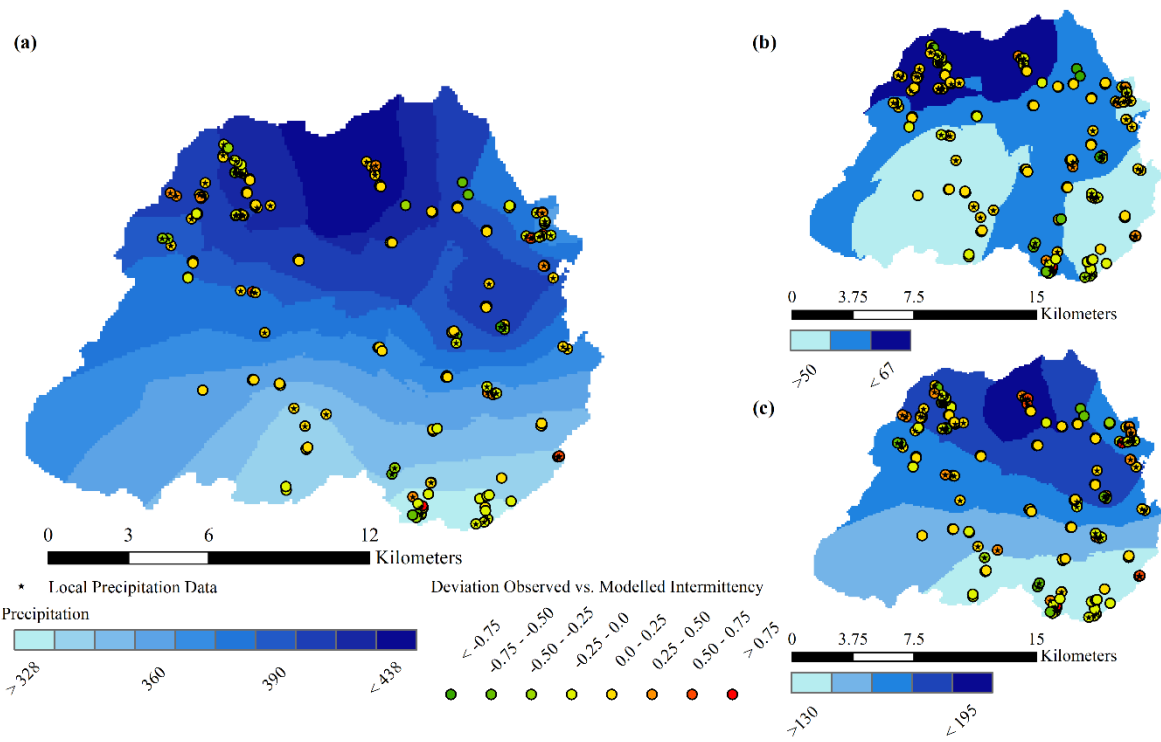 (a)
(b)
0 3.75 7.5 15
Kilometers
>50 <67
(c)
0 3.75 7.5 15
Kilometers
>130 <195
0 3 6 12
Kilometers
★ Local Precipitation Data
Precipitation
> 328 360 390 < 438
Deviation Observed vs. Modelled Intermittency
< -0.75 -0.75 - -0.50 -0.50 - -0.25 -0.25 - 0.0 0.0 - 0.25 0.25 - 0.50 0.50 - 0.75 > 0.75